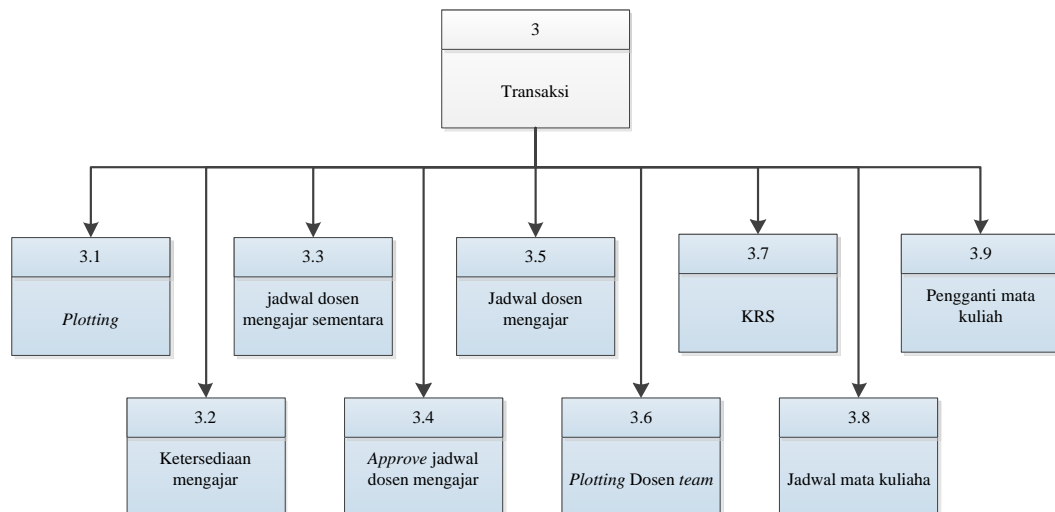 3
Transaksi
3.1
Plotting
3.3
jadwal dosen
mengajar sementara
3.5
Jadwal dosen
mengajar
3.7
KRS
3.9
Pengganti mata
kuliah
3.2
Ketersediaan
mengajar
3.4
Approve jadwal
dosen mengajar
3.6
Plotting Dosen team
3.8
Jadwal mata kuliaha